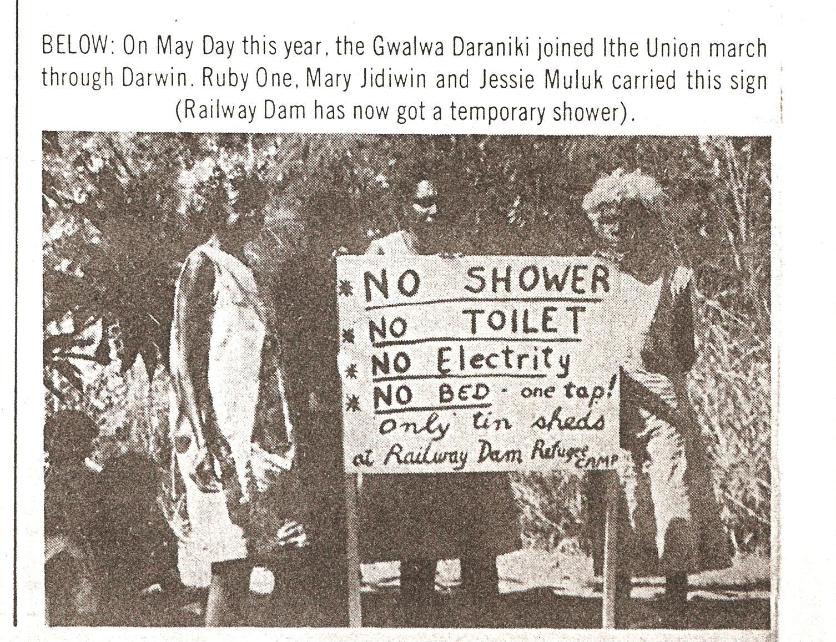 BELOW: On May Day this year, the Gwalwa Daraniki joined Ithe Union march
through Darwin. Ruby One, Mary Jidiwin and Jessie Muluk carried this sign
(Railway Dam has now got a temporary shower).
* NO SHOWER
* NO TOILET
* NO Electrity
* NO BED - one tap!
only tin sheds
at Railway Dam Refugee CAMP